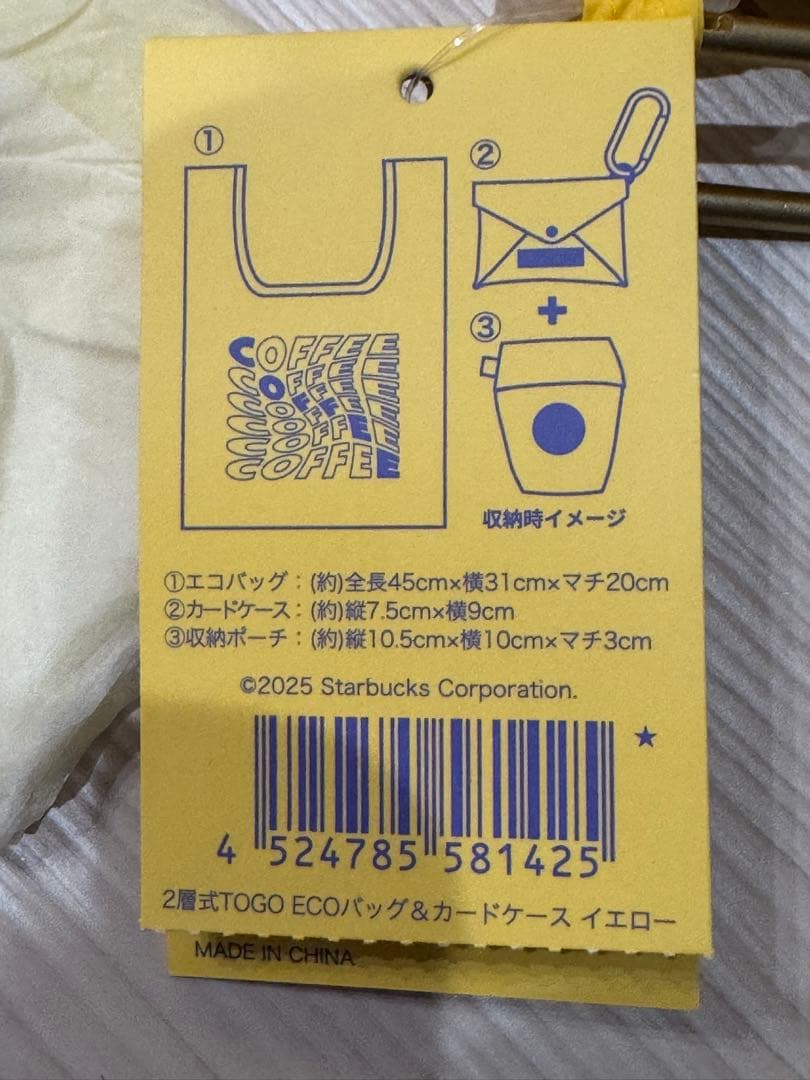 ①
②
COFFEE
COFFEE
COFFEE
COFFEE
COFFEE
COFFEE
+
③
収納時イメージ
①エコバッグ：(約)全長45cm×横31cm×マチ20cm
②カードケース：(約)縦7.5cm×横9cm
③収納ポーチ：(約)縦10.5cm×横10cm×マチ3cm
©2025 Starbucks Corporation.
★
4 524785 581425
2層式TOGO ECOバッグ＆カードケース イエロー
MADE IN CHINA